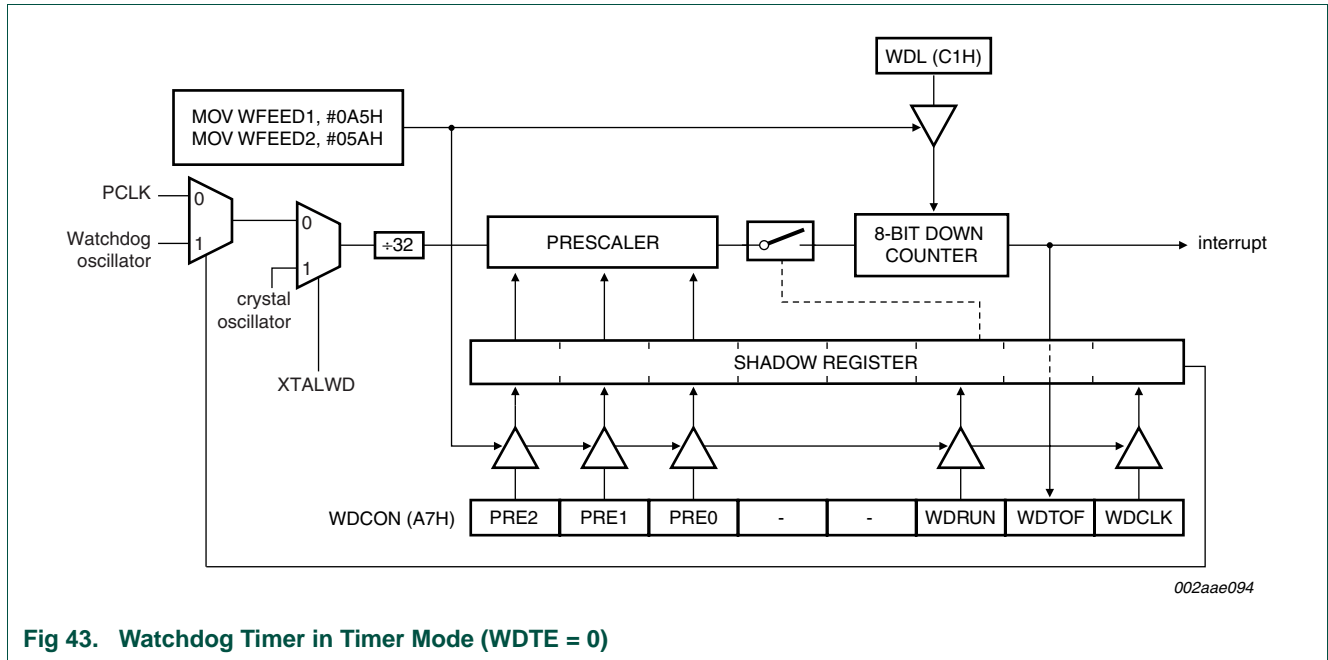 WDL (C1H)
MOV WFEED1, #0A5H
MOV WFEED2, #05AH
PCLK
0
Watchdog
oscillator
1
0
1
crystal
oscillator
XTALWD
÷32
PRESCALER
8-BIT DOWN
COUNTER
interrupt
SHADOW REGISTER
WDCON (A7H)
PRE2
PRE1
PRE0
-
-
WDRUN
WDTOF
WDCLK
002aae094
Fig 43. Watchdog Timer in Timer Mode (WDTE = 0)